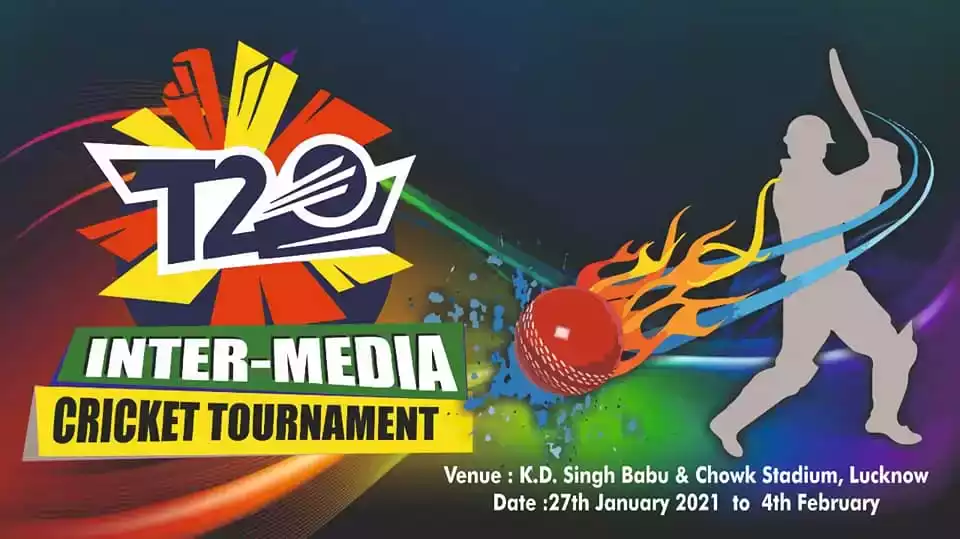 T20
INTER-MEDIA
CRICKET TOURNAMENT
Venue : K.D. Singh Babu & Chowk Stadium, Lucknow
Date :27th January 2021 to 4th February